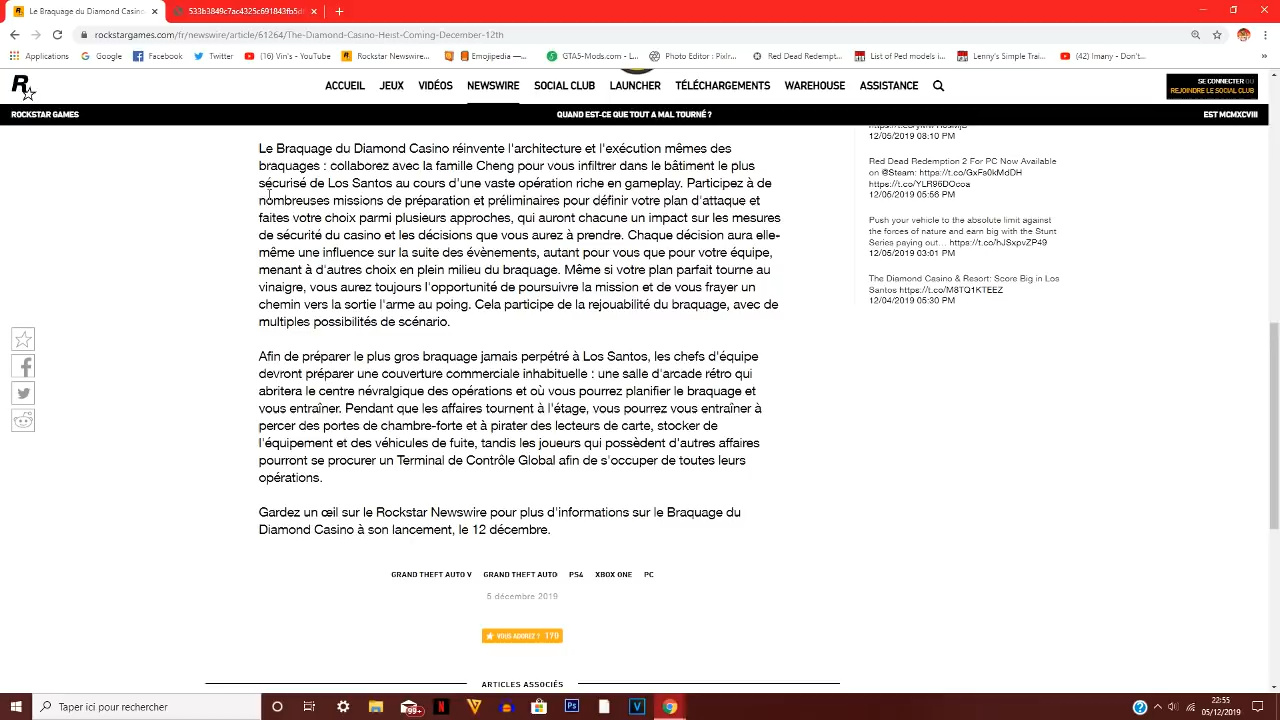 Le Braquage du Diamond Casino
533b3849c7ac4325c691843fb5d
rockstargames.com/fr/newswire/article/61264/The-Diamond-Casino-Heist-Coming-December-12th
Applications Google Facebook Twitter (16) Vin's - YouTube Rockstar Newswire... Emojipedia —... GTA5-Mods.com - L... Photo Editor : Pixlr... Red Dead Redempt... List of Ped models i... Lenny's Simple Trai... (42) Imany - Don't... »
ACCUEIL JEUX VIDÉOS NEWSWIRE SOCIAL CLUB LAUNCHER TÉLÉCHARGEMENTS WAREHOUSE ASSISTANCE
SE CONNECTER OU
REJOINDRE LE SOCIAL CLUB
ROCKSTAR GAMES QUAND EST-CE QUE TOUT A MAL TOURNÉ ? EST MCMXCVIII
Le Braquage du Diamond Casino réinvente l'architecture et l'exécution mêmes des
braquages : collaborez avec la famille Cheng pour vous infiltrer dans le bâtiment le plus
sécurisé de Los Santos au cours d'une vaste opération riche en gameplay. Participez à de
nombreuses missions de préparation et préliminaires pour définir votre plan d'attaque et
faites votre choix parmi plusieurs approches, qui auront chacune un impact sur les mesures
de sécurité du casino et les décisions que vous aurez à prendre. Chaque décision aura elle-
même une influence sur la suite des évènements, autant pour vous que pour votre équipe,
menant à d'autres choix en plein milieu du braquage. Même si votre plan parfait tourne au
vinaigre, vous aurez toujours l'opportunité de poursuivre la mission et de vous frayer un
chemin vers la sortie l'arme au poing. Cela participe de la rejouabilité du braquage, avec de
multiples possibilités de scénario.
Afin de préparer le plus gros braquage jamais perpétré à Los Santos, les chefs d'équipe
devront préparer une couverture commerciale inhabituelle : une salle d'arcade rétro qui
abritera le centre névralgique des opérations et où vous pourrez planifier le braquage et
vous entraîner. Pendant que les affaires tournent à l'étage, vous pourrez vous entraîner à
percer des portes de chambre-forte et à pirater des lecteurs de carte, stocker de
l'équipement et des véhicules de fuite, tandis les joueurs qui possèdent d'autres affaires
pourront se procurer un Terminal de Contrôle Global afin de s'occuper de toutes leurs
opérations.
Gardez un œil sur le Rockstar Newswire pour plus d'informations sur le Braquage du
Diamond Casino à son lancement, le 12 décembre.
GRAND THEFT AUTO V GRAND THEFT AUTO PS4 XBOX ONE PC
5 décembre 2019
VOUS ADOREZ ? 170
ARTICLES ASSOCIÉS
12/05/2019 08:10 PM
Red Dead Redemption 2 For PC Now Available
on @Steam: https://t.co/GxFa0kMdDH
https://t.co/YLR96DOcoa
12/05/2019 05:56 PM
Push your vehicle to the absolute limit against
the forces of nature and earn big with the Stunt
Series paying out… https://t.co/hJSxpvZP49
12/05/2019 03:01 PM
The Diamond Casino & Resort: Score Big in Los
Santos https://t.co/M8TQ1KTEEZ
12/04/2019 05:30 PM
Taper ici pour rechercher
99+
22:55
05/12/2019